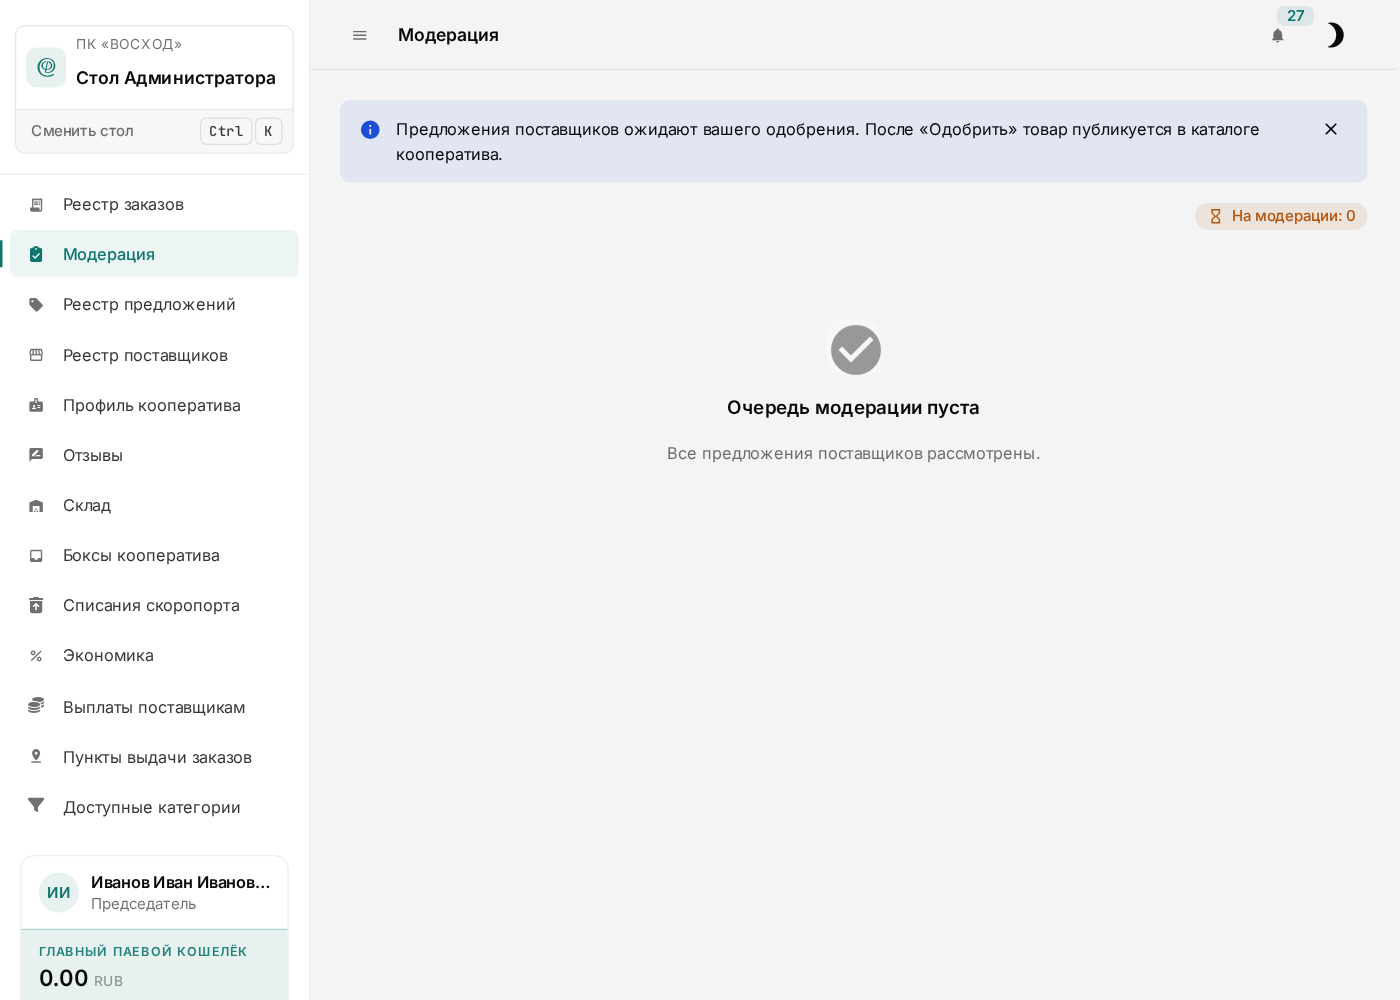 ПК «ВОСХОД»
Стол Администратора
Сменить стол
Ctrl K
Реестр заказов
Модерация
Реестр предложений
Реестр поставщиков
Профиль кооператива
Отзывы
Склад
Боксы кооператива
Списания скоропорта
Экономика
Выплаты поставщикам
Пункты выдачи заказов
Доступные категории
ИИ
Иванов Иван Иванов...
Председатель
ГЛАВНЫЙ ПАЕВОЙ КОШЕЛЁК
0.00 RUB
Модерация
27
Предложения поставщиков ожидают вашего одобрения. После «Одобрить» товар публикуется в каталоге
кооператива.
На модерации: 0
Очередь модерации пуста
Все предложения поставщиков рассмотрены.